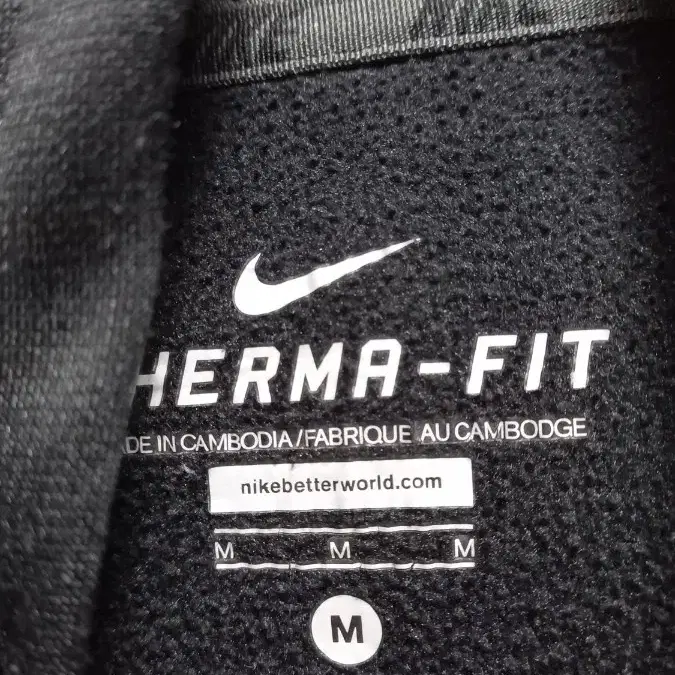 HERMA-FIT
DE IN CAMBODIA/FABRIQUE AU CAMBODGE
nikebetterworld.com
M M M
M